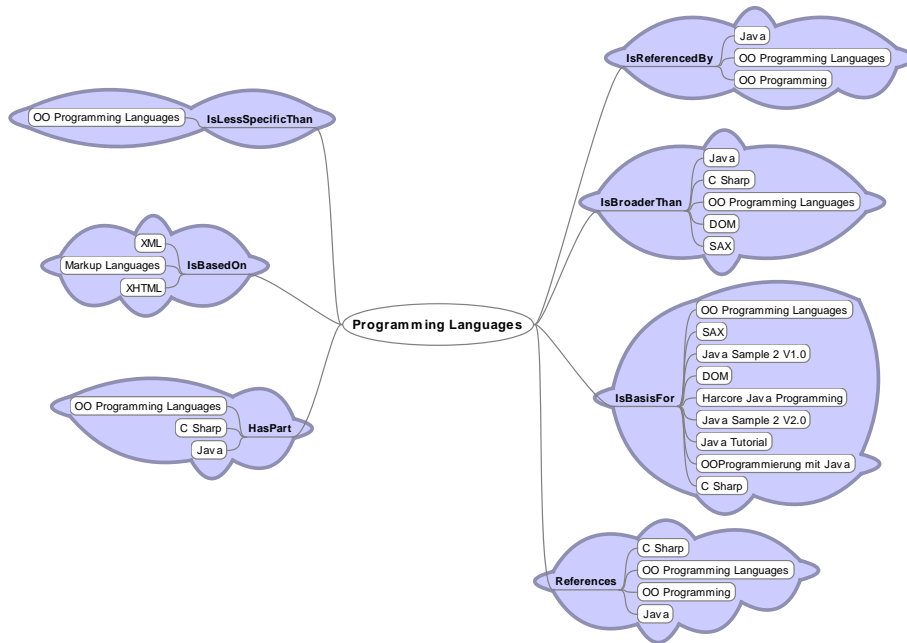 Programming Languages
IsLessSpecificThan
OO Programming Languages
IsBasedOn
XML
Markup Languages
XHTML
HasPart
OO Programming Languages
C Sharp
Java
IsReferencedBy
Java
OO Programming Languages
OO Programming
IsBroaderThan
Java
C Sharp
OO Programming Languages
DOM
SAX
IsBasisFor
OO Programming Languages
SAX
Java Sample 2 V1.0
DOM
Harcore Java Programming
Java Sample 2 V2.0
Java Tutorial
OOProgrammierung mit Java
C Sharp
References
C Sharp
OO Programming Languages
OO Programming
Java